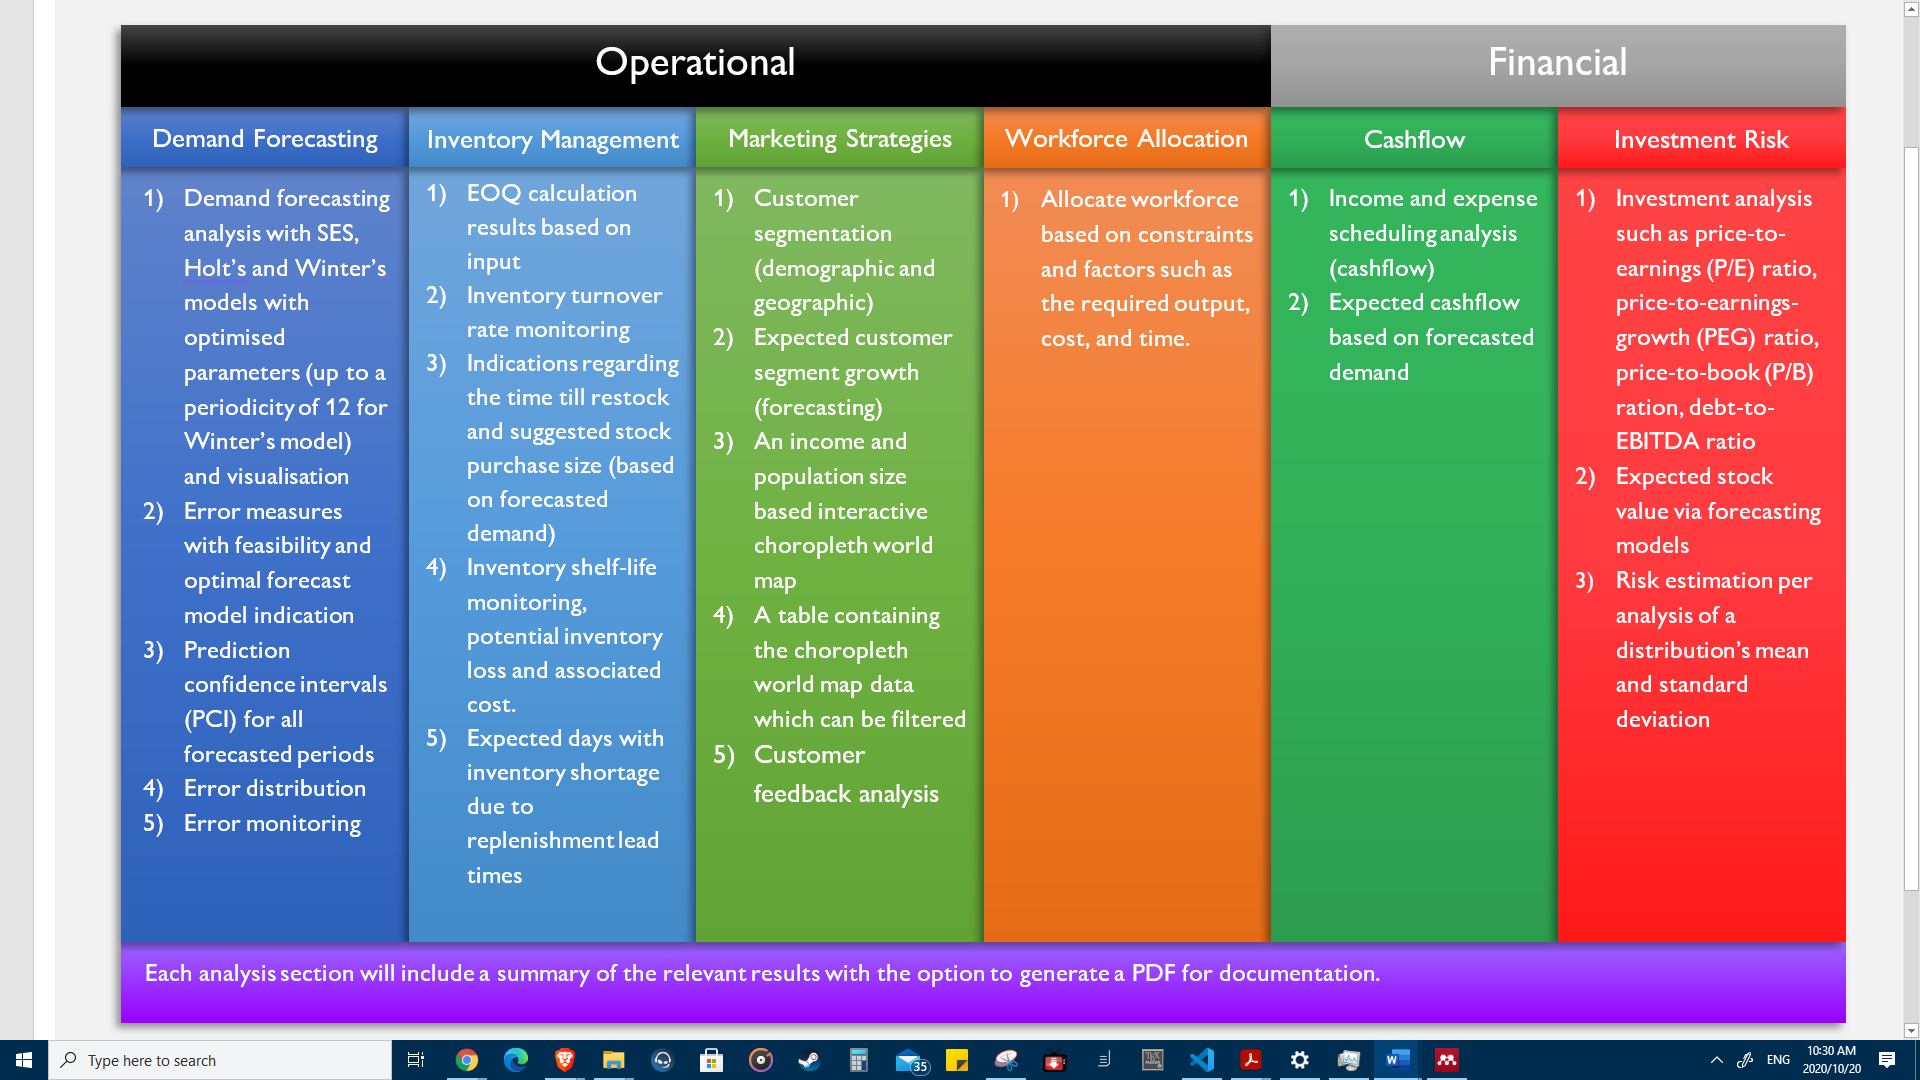 Operational
Financial
Demand Forecasting
Inventory Management
Marketing Strategies
Workforce Allocation
Cashflow
Investment Risk
1) Demand forecasting
analysis with SES,
Holt's and Winter's
models with
optimised
parameters (up to a
periodicity of 12 for
Winter's model)
and visualisation
2) Error measures
with feasibility and
optimal forecast
model indication
3) Prediction
confidence intervals
(PCI) for all
forecasted periods
4) Error distribution
5) Error monitoring
1) EOQ calculation
results based on
input
2) Inventory turnover
rate monitoring
3) Indications regarding
the time till restock
and suggested stock
purchase size (based
on forecasted
demand)
4) Inventory shelf-life
monitoring,
potential inventory
loss and associated
cost.
5) Expected days with
inventory shortage
due to
replenishment lead
times
1) Customer
segmentation
(demographic and
geographic)
2) Expected customer
segment growth
(forecasting)
3) An income and
population size
based interactive
choropleth world
map
4) A table containing
the choropleth
world map data
which can be filtered
5) Customer
feedback analysis
1) Allocate workforce
based on constraints
and factors such as
the required output,
cost, and time.
1) Income and expense
scheduling analysis
(cashflow)
2) Expected cashflow
based on forecasted
demand
1) Investment analysis
such as price-to-
earnings (P/E) ratio,
price-to-earnings-
growth (PEG) ratio,
price-to-book (P/B)
ration, debt-to-
EBITDA ratio
2) Expected stock
value via forecasting
models
3) Risk estimation per
analysis of a
distribution's mean
and standard
deviation
Each analysis section will include a summary of the relevant results with the option to generate a PDF for documentation.
Type here to search
35
ENG
10:30 AM
2020/10/20